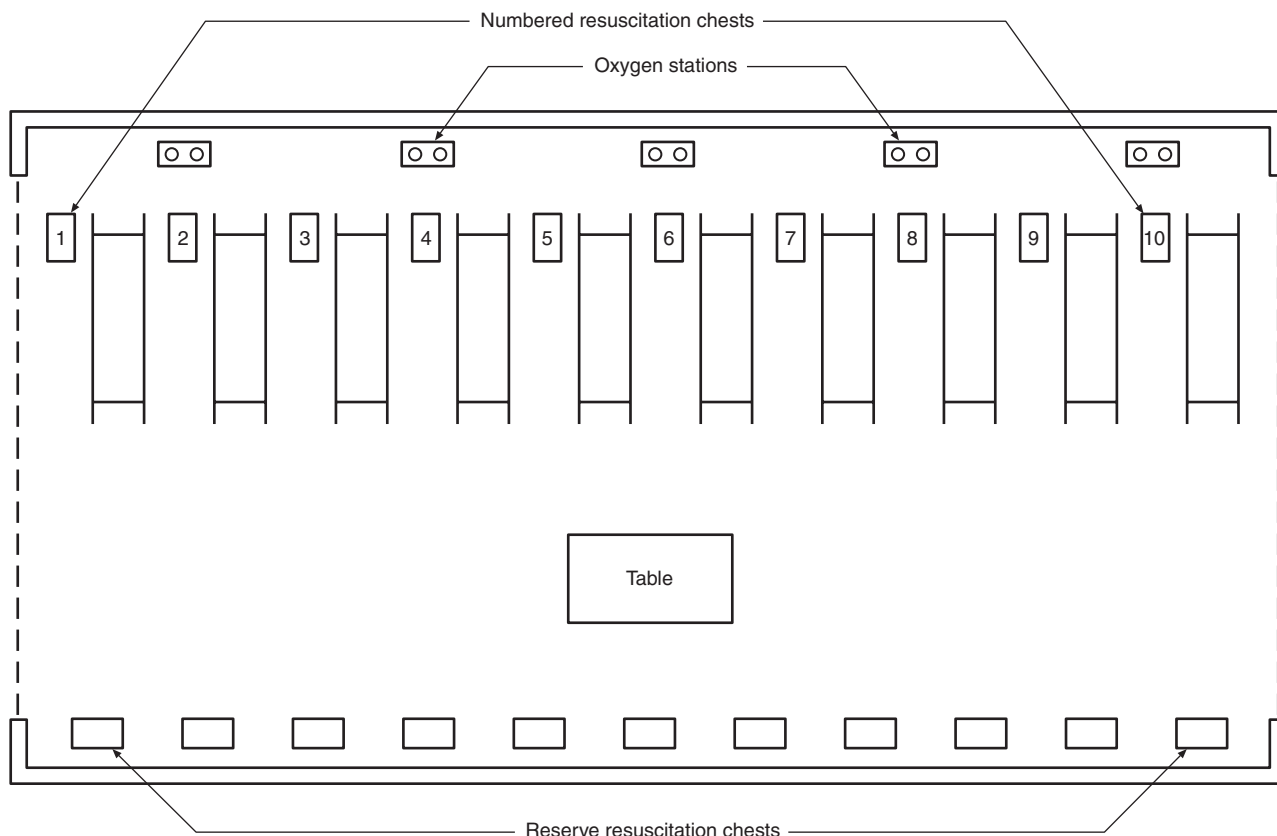 Numbered resuscitation chests
Oxygen stations
1 2 3 4 5 6 7 8 9 10
Table
Reserve resuscitation chests